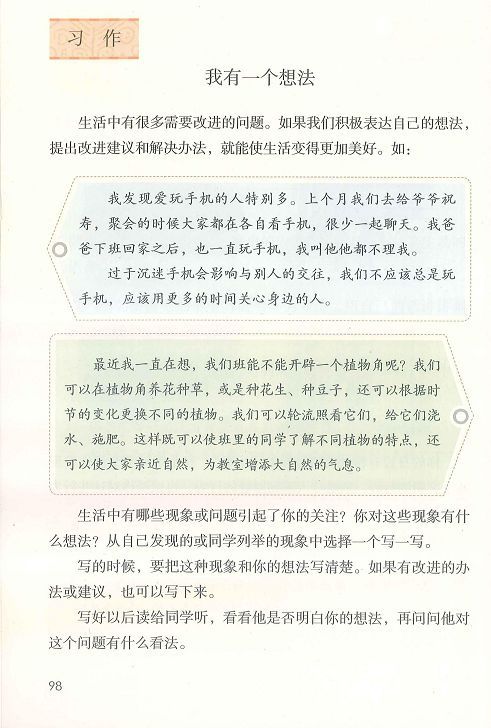 习 作
我有一个想法
生活中有很多需要改进的问题。如果我们积极表达自己的想法，
提出改进建议和解决办法，就能使生活变得更加美好。如：
我发现爱玩手机的人特别多。上个月我们去给爷爷祝
寿，聚会的时候大家都在各自看手机，很少一起聊天。我爸
爸下班回家之后，也一直玩手机，我叫他他都不理我。
过于沉迷手机会影响与别人的交往，我们不应该总是玩
手机，应该用更多的时间关心身边的人。
最近我一直在想，我们班能不能开辟一个植物角呢？我们
可以在植物角养花种草，或是种花生、种豆子，还可以根据时
节的变化更换不同的植物。我们可以轮流照看它们，给它们浇
水、施肥。这样既可以使班里的同学了解不同植物的特点，还
可以使大家亲近自然，为教室增添大自然的气息。
生活中有哪些现象或问题引起了你的关注？你对这些现象有什
么想法？从自己发现的或同学列举的现象中选择一个写一写。
写的时候，要把这种现象和你的想法写清楚。如果有改进的办
法或建议，也可以写下来。
写好以后读给同学听，看看他是否明白你的想法，再问问他对
这个问题有什么看法。
98